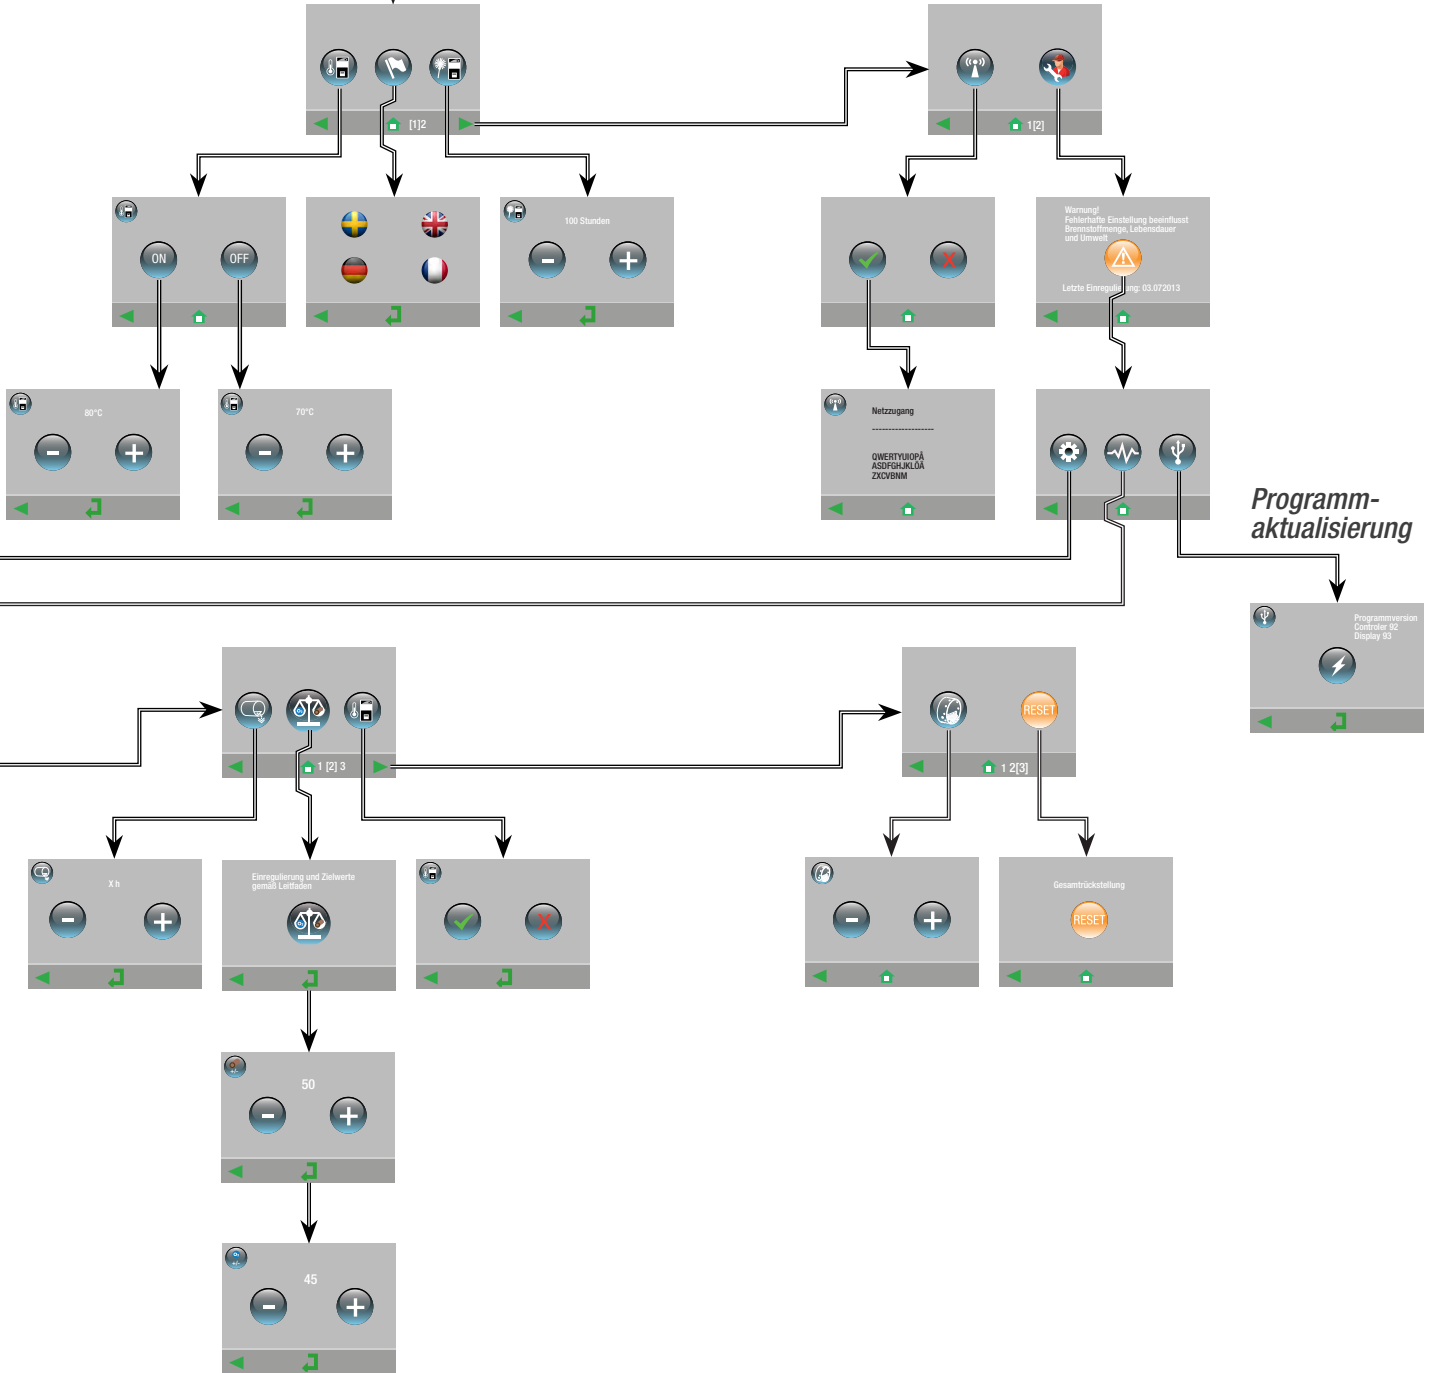 [1]2
1[2]
ON
OFF
100 Stunden
Warnung!
Fehlerhafte Einstellung beeinflusst
Brennstoffmenge, Lebensdauer
und Umwelt
Letzte Einregulierung: 03.072013
80°C
70°C
Netzzugang
-------------------
QWERTYUIOPÅ
ASDFGHJKLÖÄ
ZXCVBNM
Programm-
aktualisierung
Programmversion
Controler 92
Display 93
RESET
1 [2] 3
1 2[3]
X h
Einregulierung und Zielwerte
gemäß Leitfaden
Gesamtrückstellung
RESET
50
+/-
45
+/-